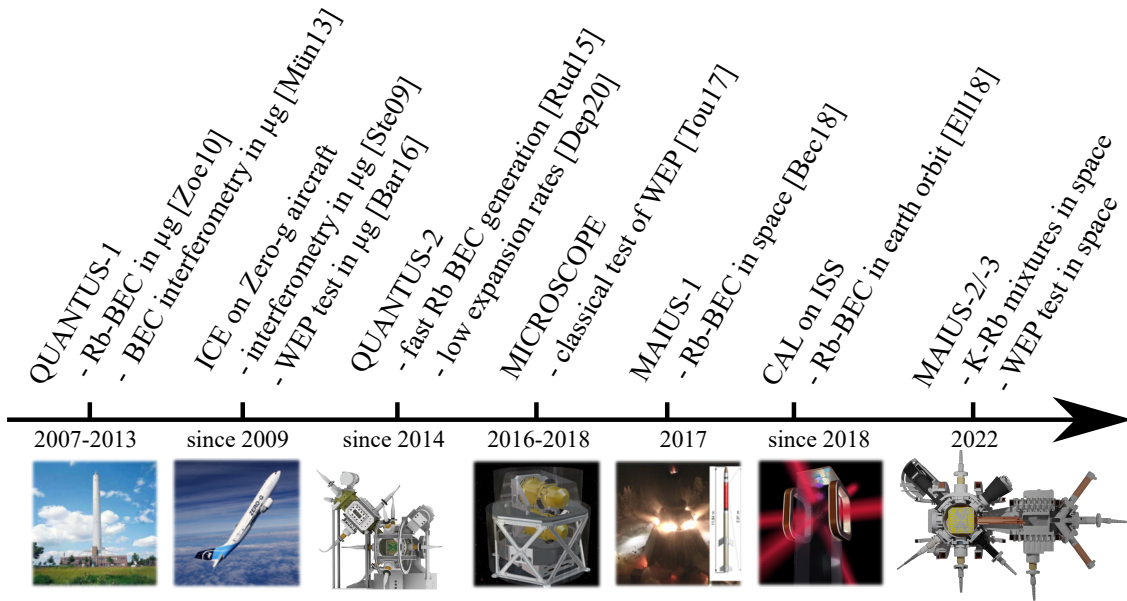 QUANTUS-1
- Rb-BEC in µg [Zoe10]
- BEC interferometry in µg [Mün13]
ICE on Zero-g aircraft
- interferometry in µg [Ste09]
- WEP test in µg [Bar16]
QUANTUS-2
- fast Rb BEC generation [Rud15]
- low expansion rates [Dep20]
MICROSCOPE
- classical test of WEP [Tou17]
MAIUS-1
- Rb-BEC in space [Bec18]
CAL on ISS
- Rb-BEC in earth orbit [Ell18]
MAIUS-2/-3
- K-Rb mixtures in space
- WEP test in space
2007-2013
since 2009
since 2014
2016-2018
2017
since 2018
2022
ZERO-G